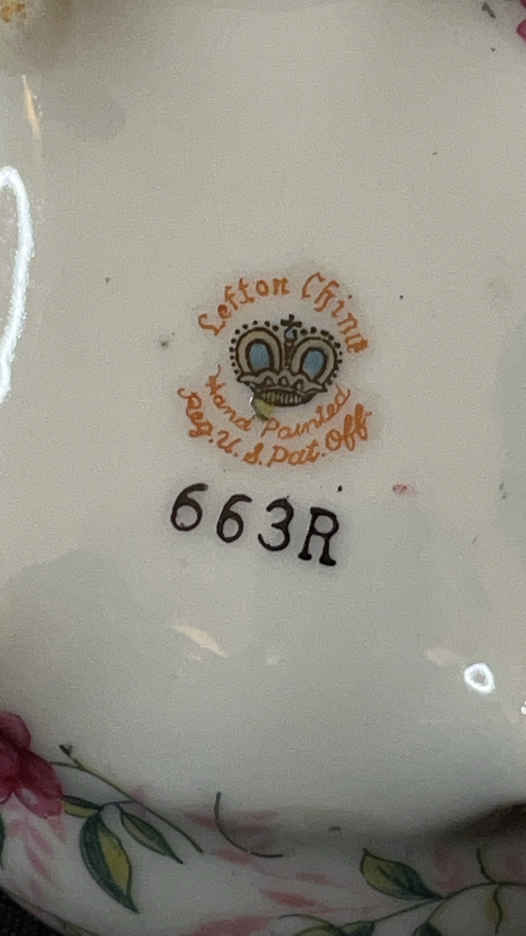 Lefton China
Hand Painted
Reg. U. S. Pat. Off.
663R